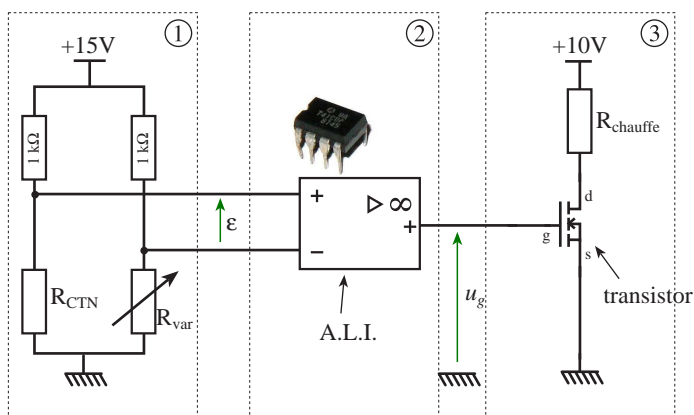 1
2
3
+15V
+10V
1 kΩ
1 kΩ
R_chauffe
+
∞
+
−
ε
d
g
s
R_CTN
R_var
u_g
transistor
A.L.I.